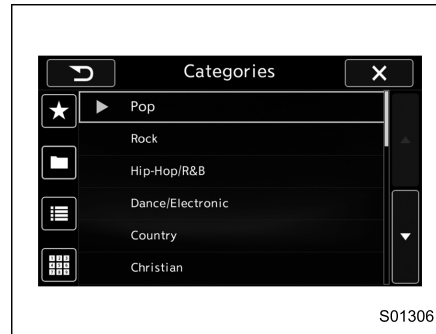 Categories
Pop
Rock
Hip-Hop/R&B
Dance/Electronic
Country
Christian
S01306